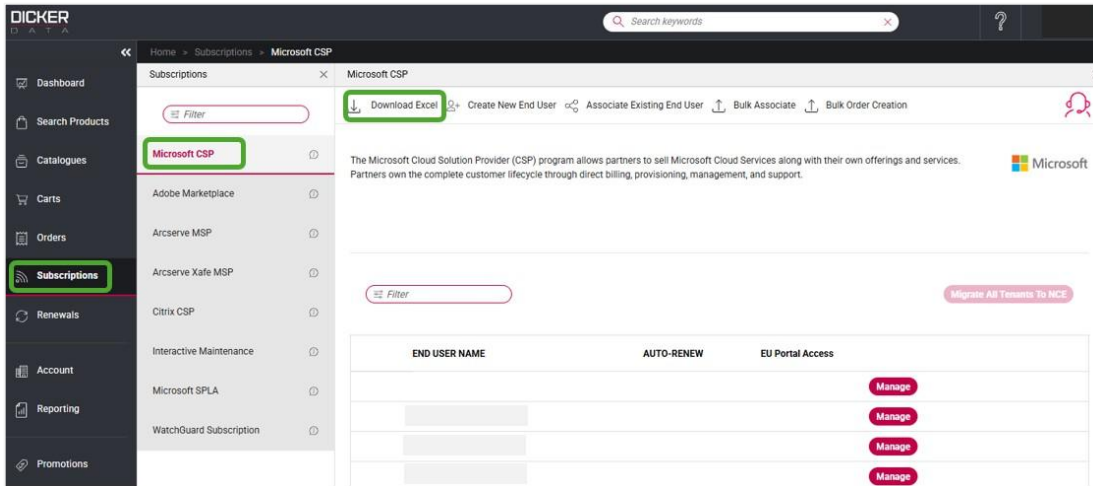 DICKER
DATA
Search keywords
Home > Subscriptions > Microsoft CSP
Dashboard
Search Products
Catalogues
Carts
Orders
Subscriptions
Renewals
Account
Reporting
Promotions
Subscriptions
Filter
Microsoft CSP
Adobe Marketplace
Arcserve MSP
Arcserve Xafe MSP
Citrix CSP
Interactive Maintenance
Microsoft SPLA
WatchGuard Subscription
Microsoft CSP
Download Excel Create New End User Associate Existing End User Bulk Associate Bulk Order Creation
The Microsoft Cloud Solution Provider (CSP) program allows partners to sell Microsoft Cloud Services along with their own offerings and services.
Partners own the complete customer lifecycle through direct billing, provisioning, management, and support.
Microsoft
Filter
Migrate All Tenants To NCE
END USER NAME AUTO-RENEW EU Portal Access
Manage
Manage
Manage
Manage